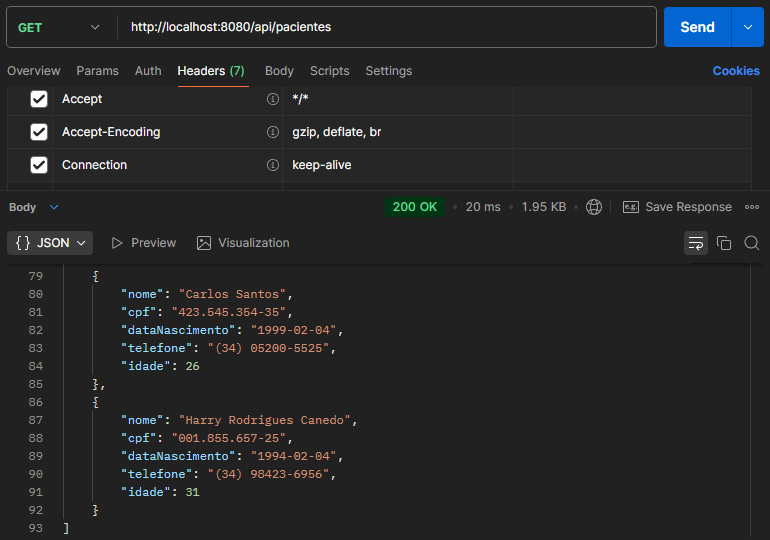 GET http://localhost:8080/api/pacientes Send
Overview Params Auth Headers (7) Body Scripts Settings Cookies
Accept */*
Accept-Encoding gzip, deflate, br
Connection keep-alive
Body 200 OK • 20 ms • 1.95 KB • e.g. Save Response
{} JSON Preview Visualization
79 {
80 "nome": "Carlos Santos",
81 "cpf": "423.545.354-35",
82 "dataNascimento": "1999-02-04",
83 "telefone": "(34) 05200-5525",
84 "idade": 26
85 },
86 {
87 "nome": "Harry Rodrigues Canedo",
88 "cpf": "001.855.657-25",
89 "dataNascimento": "1994-02-04",
90 "telefone": "(34) 98423-6956",
91 "idade": 31
92 }
93 ]